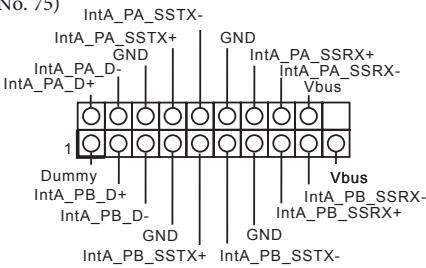 No. 75)
IntA_PA_SSTX-
IntA_PA_SSTX+
GND
GND
IntA_PA_SSRX+
IntA_PA_D-
IntA_PA_SSRX-
IntA_PA_D+
Vbus
1
Dummy
Vbus
IntA_PB_D+
IntA_PB_SSRX-
IntA_PB_D-
IntA_PB_SSRX+
GND
GND
IntA_PB_SSTX+
IntA_PB_SSTX-